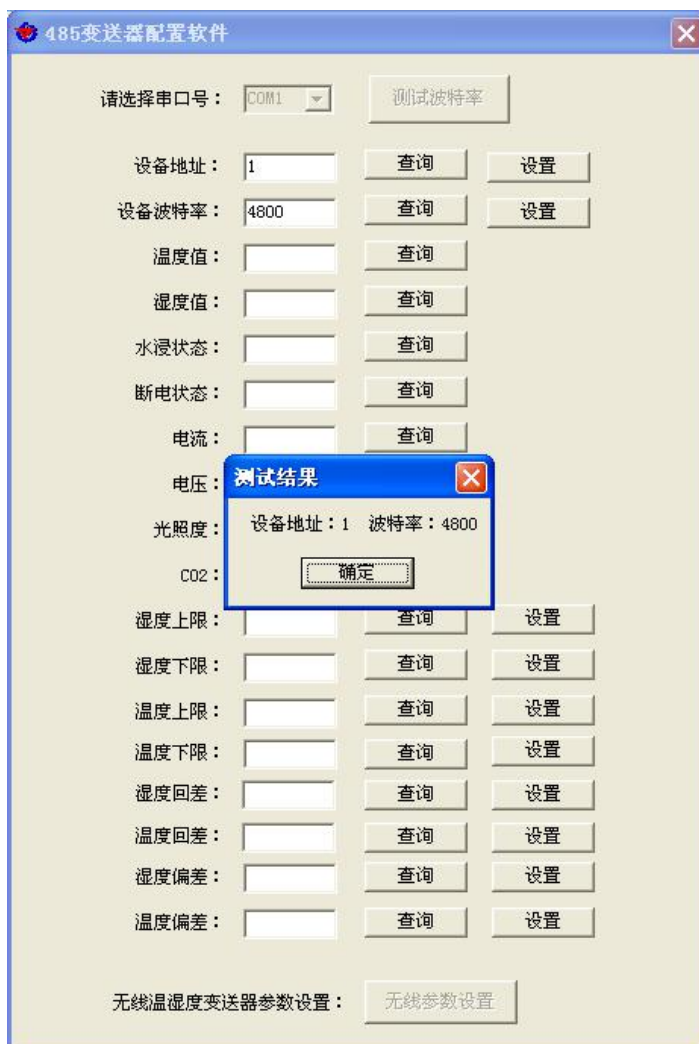 485变送器配置软件
请选择串口号： COM1 测试波特率
设备地址： 1 查询 设置
设备波特率： 4800 查询 设置
温度值： 查询
湿度值： 查询
水浸状态： 查询
断电状态： 查询
电流： 查询
电压： 测试结果
光照度： 设备地址：1 波特率：4800
CO2： 确定
湿度上限： 查询 设置
湿度下限： 查询 设置
温度上限： 查询 设置
温度下限： 查询 设置
湿度回差： 查询 设置
温度回差： 查询 设置
湿度偏差： 查询 设置
温度偏差： 查询 设置
无线温湿度变送器参数设置： 无线参数设置